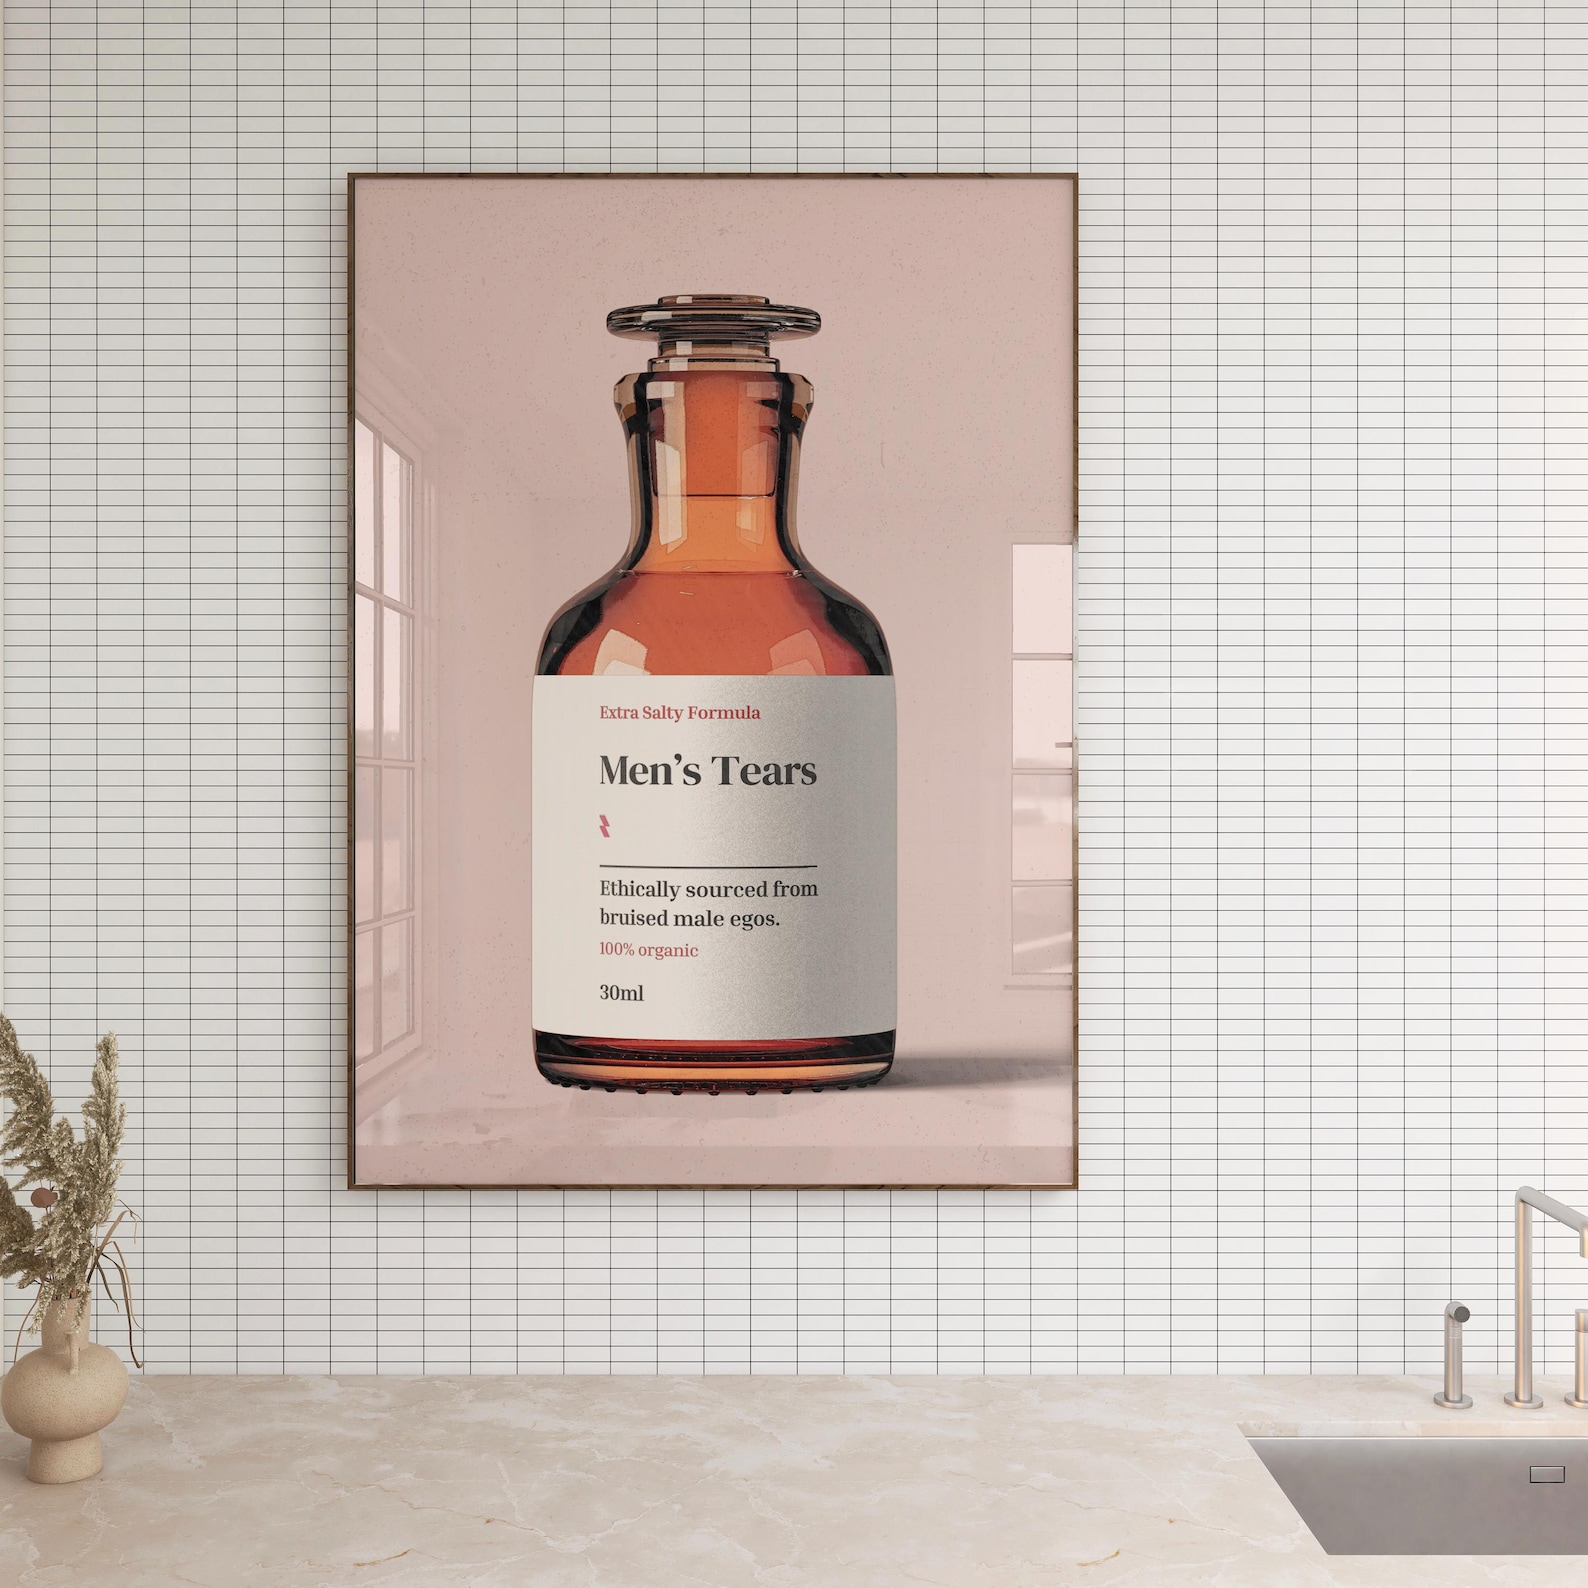 Extra Salty Formula
Men's Tears
Ethically sourced from
bruised male egos.
100% organic
30ml